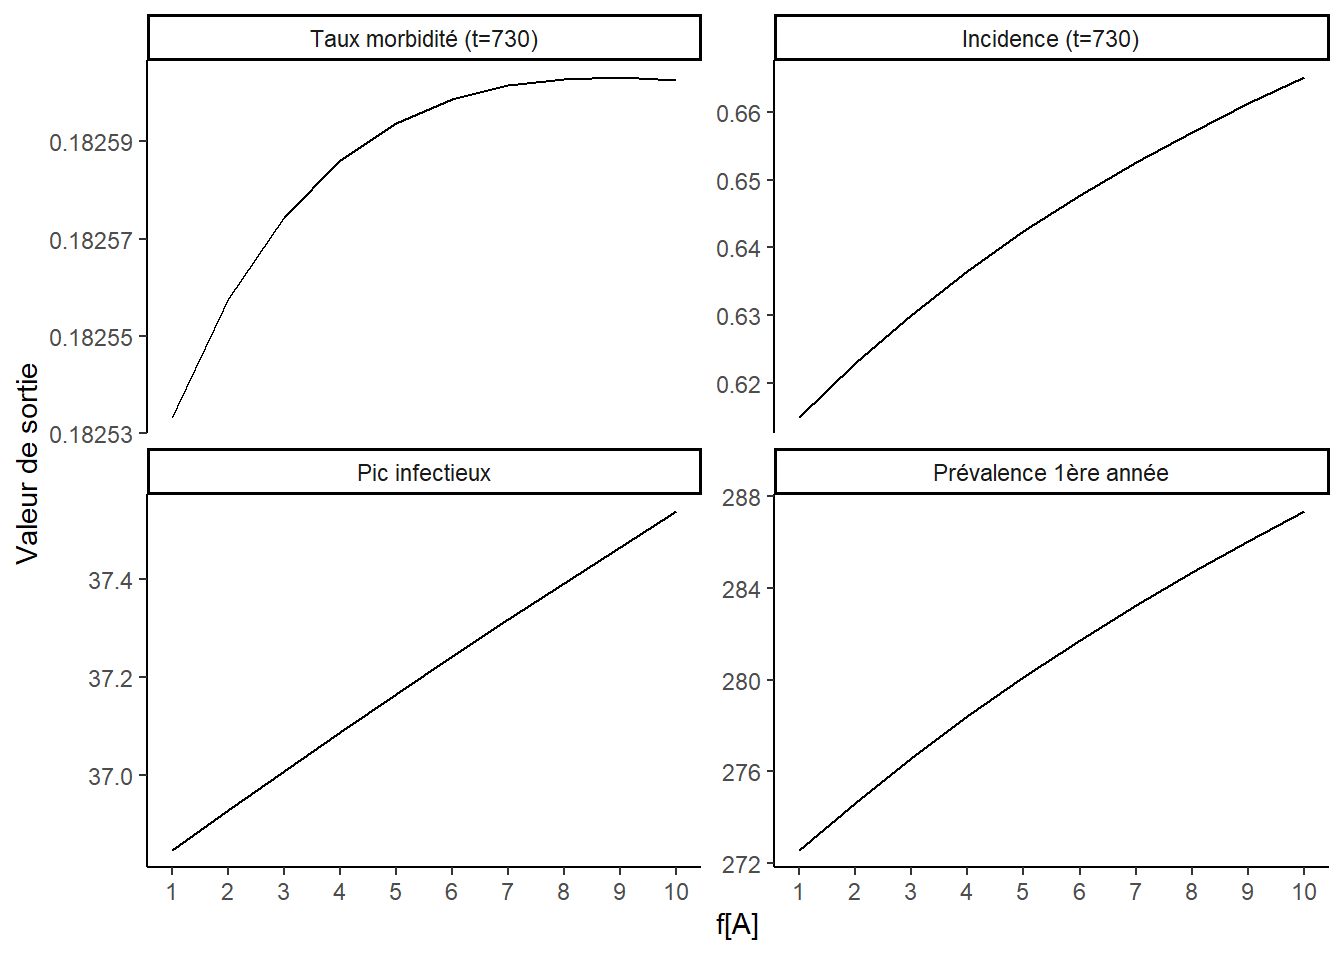 Taux morbidité (t=730)
Incidence (t=730)
0.18259
0.18257
0.18255
0.18253
0.66
0.65
0.64
0.63
0.62
Valeur de sortie
Pic infectieux
Prévalence 1ère année
37.4
37.2
37.0
288
284
280
276
272
1 2 3 4 5 6 7 8 9 10
1 2 3 4 5 6 7 8 9 10
f[A]